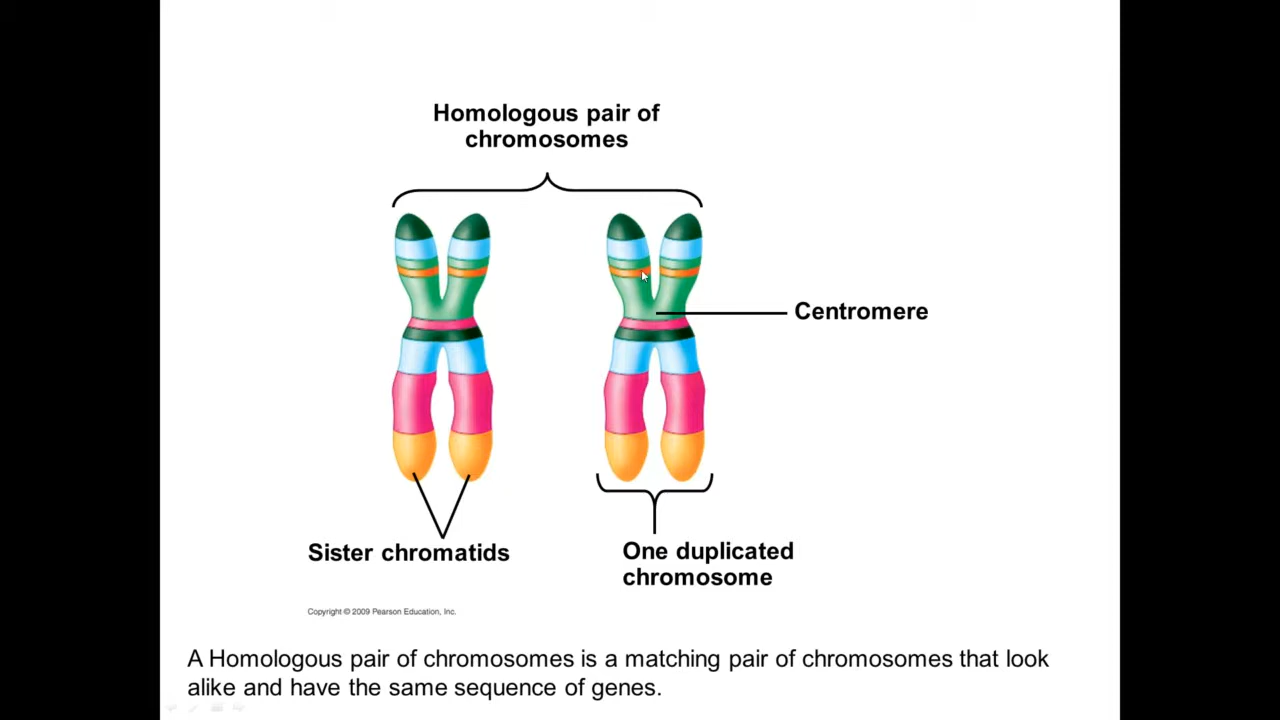 Homologous pair of
chromosomes
Centromere
Sister chromatids
One duplicated
chromosome
Copyright © 2009 Pearson Education, Inc.
A Homologous pair of chromosomes is a matching pair of chromosomes that look
alike and have the same sequence of genes.